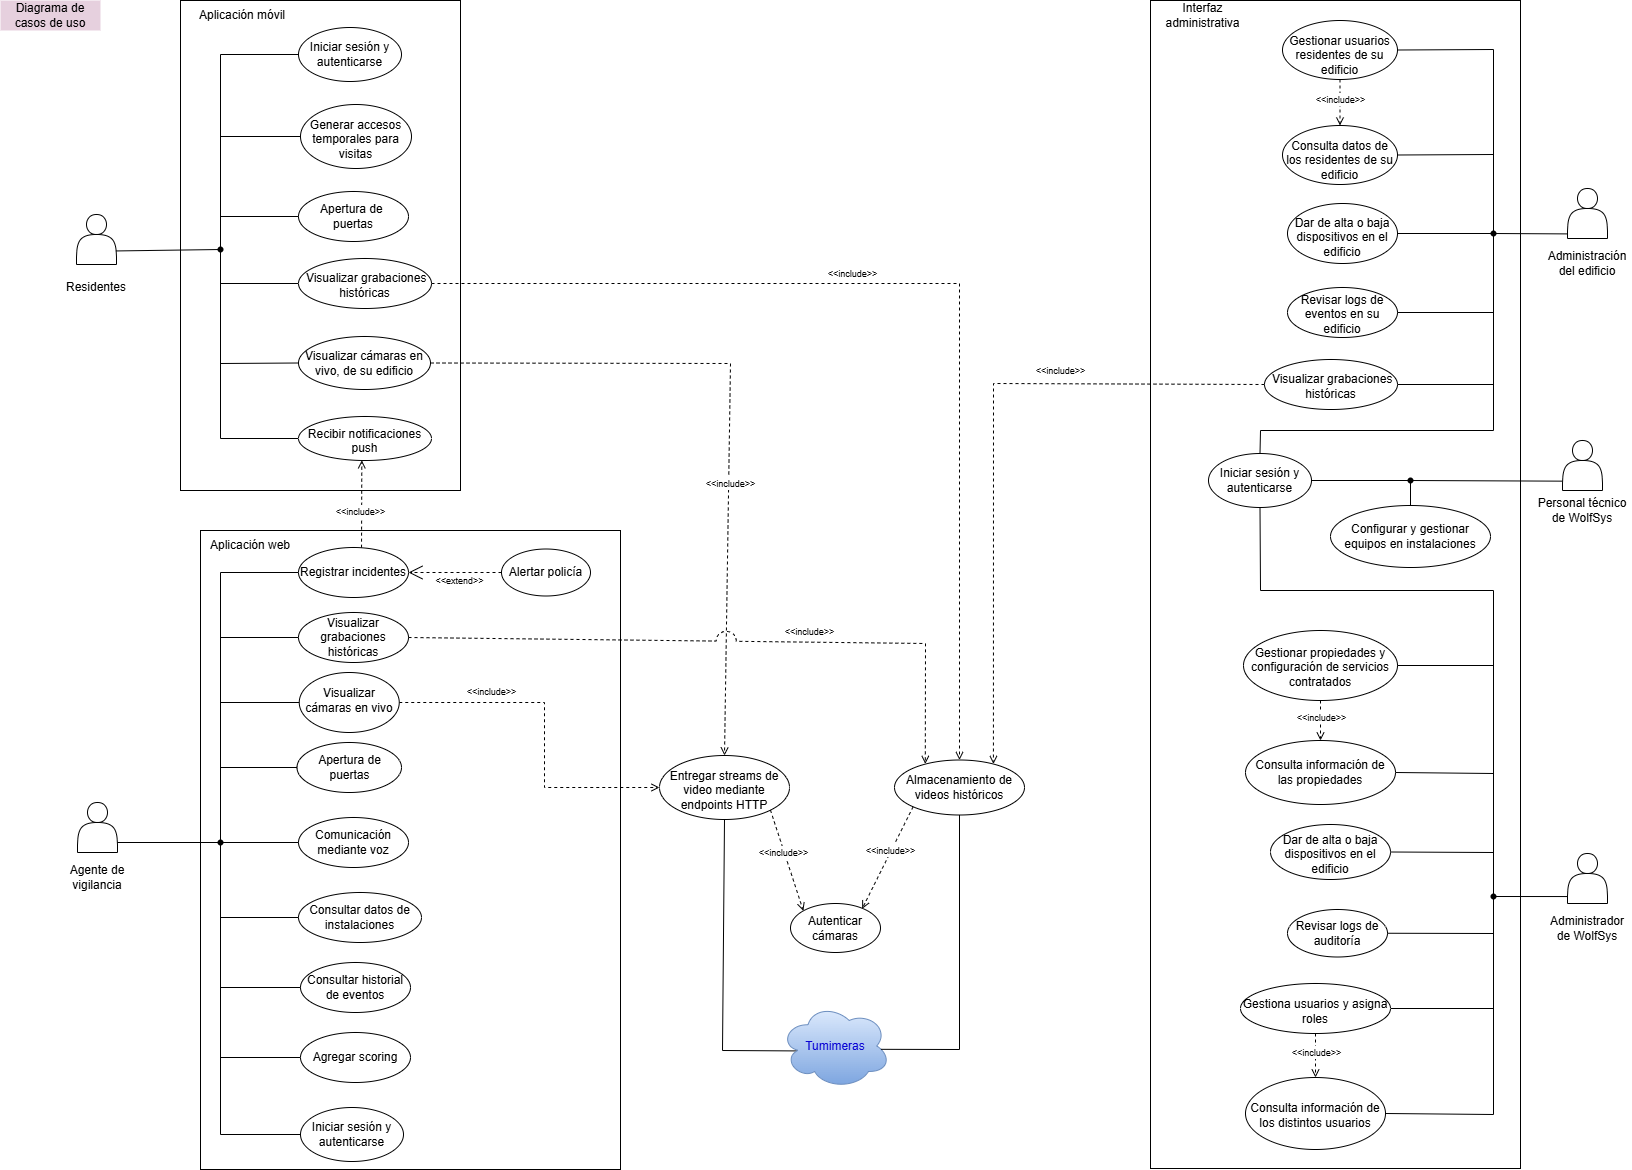 Diagrama de
casos de uso
Aplicación móvil
Iniciar sesión y
autenticarse
Generar accesos
temporales para
visitas
Apertura de
puertas
Visualizar grabaciones
históricas
Visualizar cámaras en
vivo, de su edificio
Recibir notificaciones
push
Residentes
<<include>>
<<include>>
<<include>>
Aplicación web
Registrar incidentes
<<extend>>
Alertar policía
Visualizar
grabaciones
históricas
<<include>>
Visualizar
cámaras en vivo
<<include>>
Apertura de
puertas
Comunicación
mediante voz
Consultar datos de
instalaciones
Consultar historial
de eventos
Agregar scoring
Iniciar sesión y
autenticarse
Agente de
vigilancia
Entregar streams de
video mediante
endpoints HTTP
Almacenamiento de
videos históricos
<<include>>
<<include>>
Autenticar
cámaras
Tumimeras
Interfaz
administrativa
Gestionar usuarios
residentes de su
edificio
<<include>>
Consulta datos de
los residentes de su
edificio
Dar de alta o baja
dispositivos en el
edificio
Revisar logs de
eventos en su
edificio
Visualizar grabaciones
históricas
<<include>>
Administración
del edificio
Iniciar sesión y
autenticarse
Configurar y gestionar
equipos en instalaciones
Personal técnico
de WolfSys
Gestionar propiedades y
configuración de servicios
contratados
<<include>>
Consulta información de
las propiedades
Dar de alta o baja
dispositivos en el
edificio
Revisar logs de
auditoría
Gestiona usuarios y asigna
roles
<<include>>
Consulta información de
los distintos usuarios
Administrador
de WolfSys